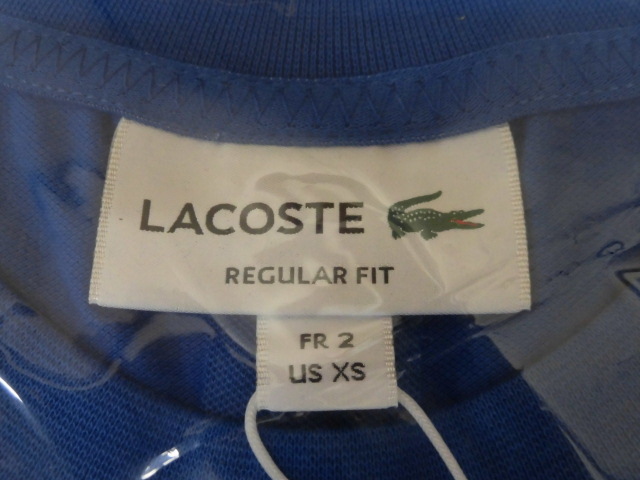 LACOSTE
REGULAR FIT
FR 2
US XS